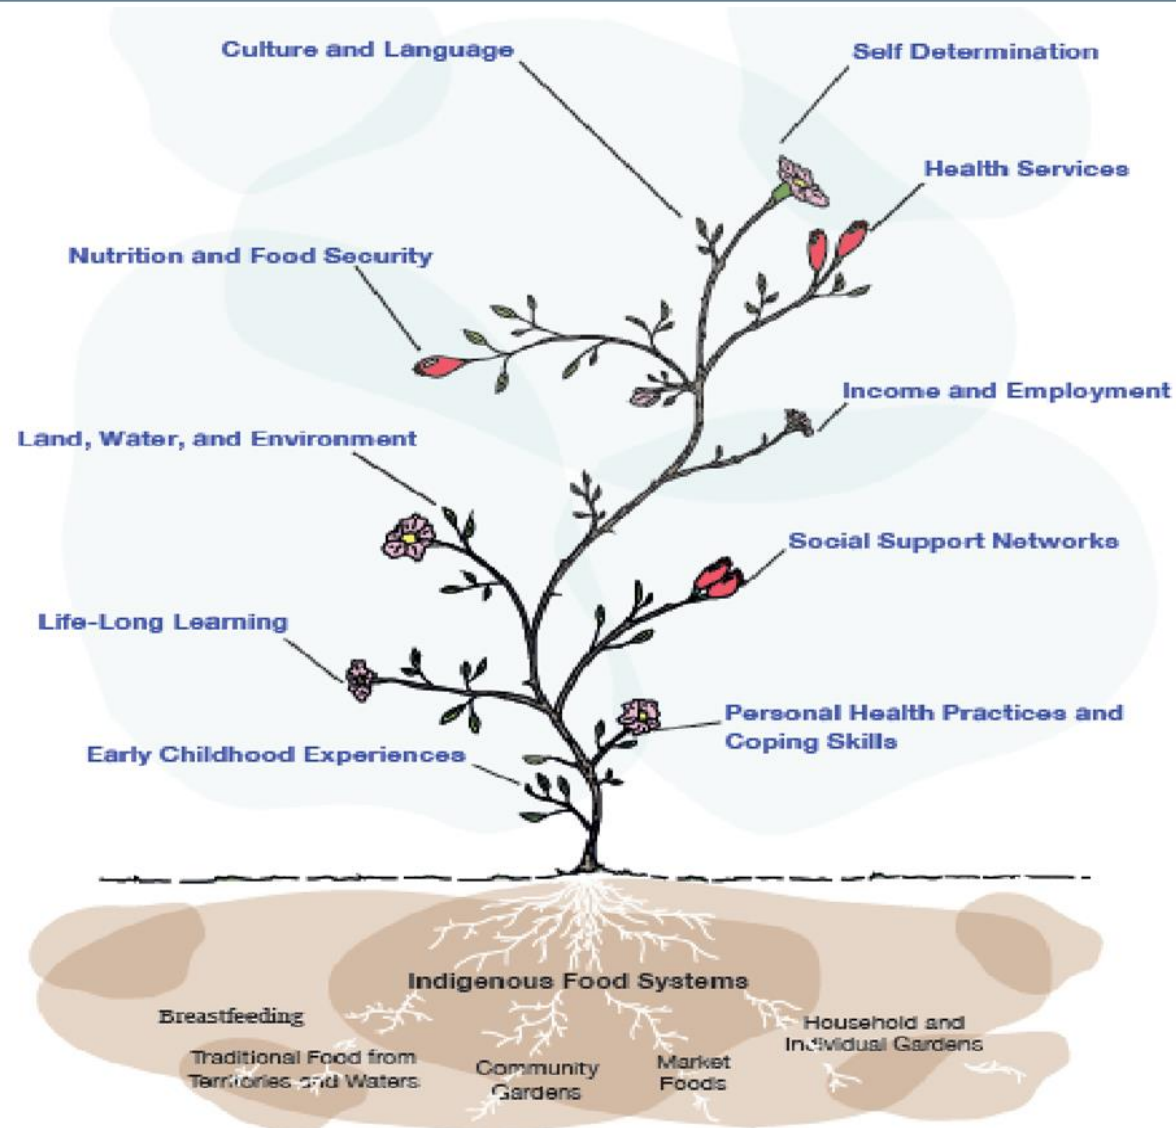 Culture and Language
Self Determination
Health Services
Nutrition and Food Security
Income and Employment
Land, Water, and Environment
Social Support Networks
Life-Long Learning
Personal Health Practices and
Coping Skills
Early Childhood Experiences
Indigenous Food Systems
Breastfeeding
Household and
Individual Gardens
Traditional Food from
Territories and Waters
Community
Gardens
Market
Foods